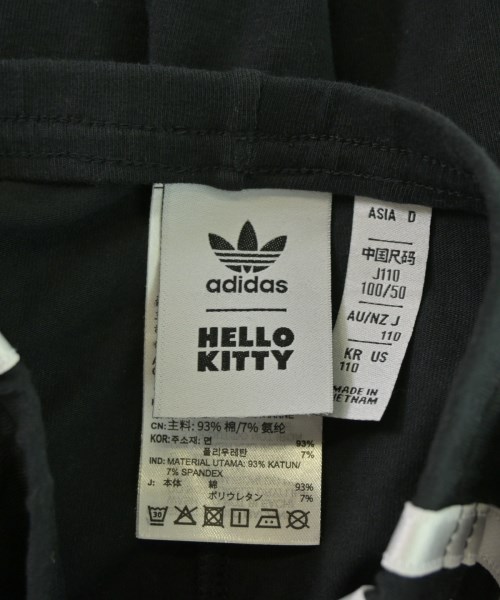 adidas
HELLO
KITTY
ASIA D
中国尺码
J110
100/50
AU/NZ J
110
KR US
110
MADE IN
VIETNAM
CN: 主料: 93% 棉/7% 氨纶
KOR: 주소재: 면 93%
폴리우레탄 7%
IND: MATERIAL UTAMA: 93% KATUN/
7% SPANDEX
J: 本体 綿 93%
ポリウレタン 7%
30